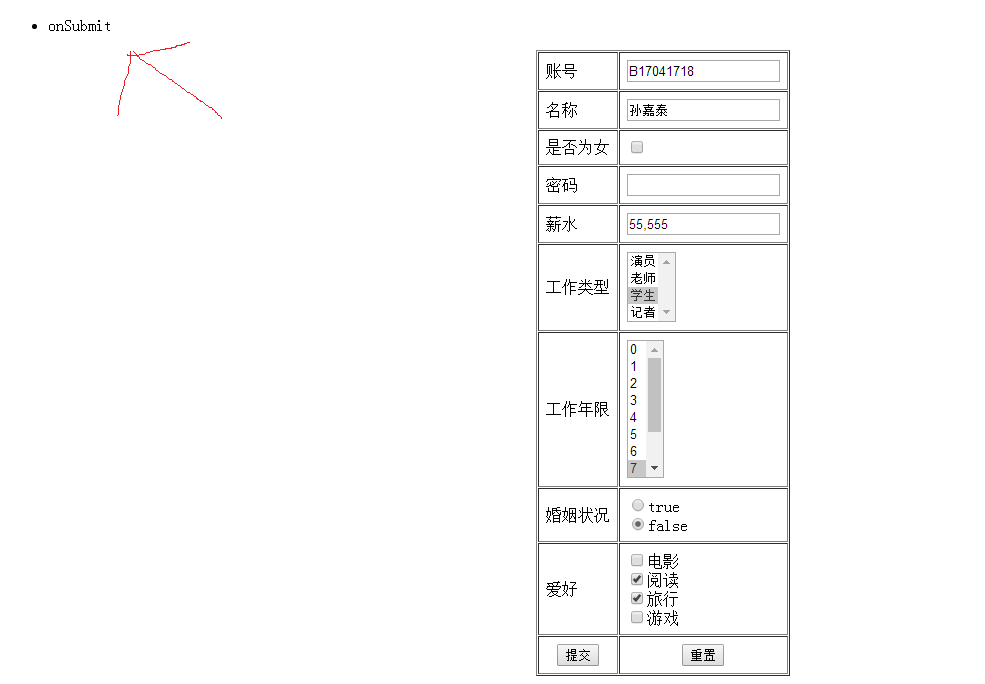 onSubmit
账号 B17041718
名称 孙嘉泰
是否为女
密码
薪水 55,555
工作类型
演员
老师
学生
记者
工作年限
0
1
2
3
4
5
6
7
婚姻状况
true
false
爱好
电影
阅读
旅行
游戏
提交 重置